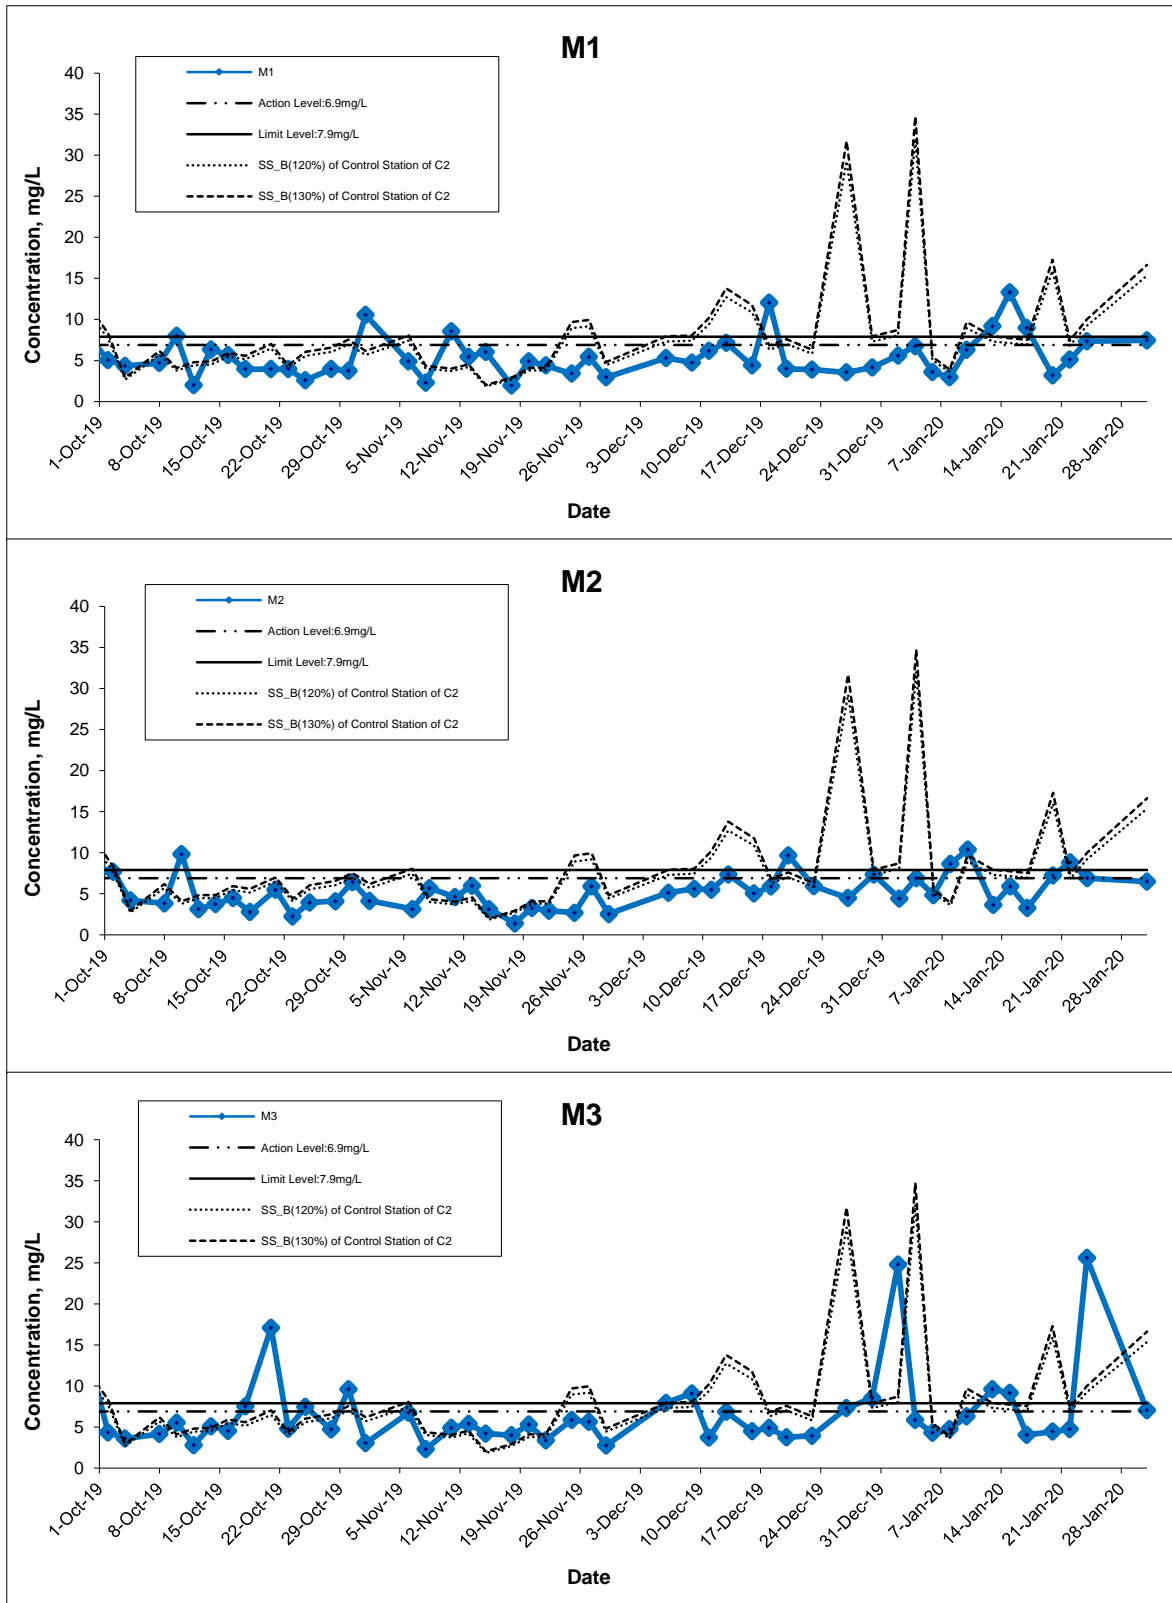 M1
M1
Action Level:6.9mg/L
Limit Level:7.9mg/L
SS_B(120%) of Control Station of C2
SS_B(130%) of Control Station of C2
Concentration, mg/L
40
35
30
25
20
15
10
5
0
1-Oct-19 8-Oct-19 15-Oct-19 22-Oct-19 29-Oct-19 5-Nov-19 12-Nov-19 19-Nov-19 26-Nov-19 3-Dec-19 10-Dec-19 17-Dec-19 24-Dec-19 31-Dec-19 7-Jan-20 14-Jan-20 21-Jan-20 28-Jan-20
Date
M2
M2
Action Level:6.9mg/L
Limit Level:7.9mg/L
SS_B(120%) of Control Station of C2
SS_B(130%) of Control Station of C2
Concentration, mg/L
40
35
30
25
20
15
10
5
0
1-Oct-19 8-Oct-19 15-Oct-19 22-Oct-19 29-Oct-19 5-Nov-19 12-Nov-19 19-Nov-19 26-Nov-19 3-Dec-19 10-Dec-19 17-Dec-19 24-Dec-19 31-Dec-19 7-Jan-20 14-Jan-20 21-Jan-20 28-Jan-20
Date
M3
M3
Action Level:6.9mg/L
Limit Level:7.9mg/L
SS_B(120%) of Control Station of C2
SS_B(130%) of Control Station of C2
Concentration, mg/L
40
35
30
25
20
15
10
5
0
1-Oct-19 8-Oct-19 15-Oct-19 22-Oct-19 29-Oct-19 5-Nov-19 12-Nov-19 19-Nov-19 26-Nov-19 3-Dec-19 10-Dec-19 17-Dec-19 24-Dec-19 31-Dec-19 7-Jan-20 14-Jan-20 21-Jan-20 28-Jan-20
Date